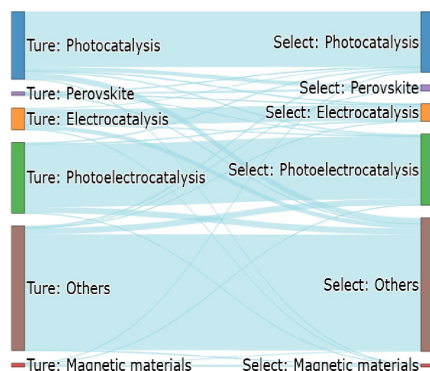 Ture: Photocatalysis
Select: Photocatalysis
Ture: Perovskite
Select: Perovskite
Ture: Electrocatalysis
Select: Electrocatalysis
Ture: Photoelectrocatalysis
Select: Photoelectrocatalysis
Ture: Others
Select: Others
Ture: Magnetic materials
Select: Magnetic materials